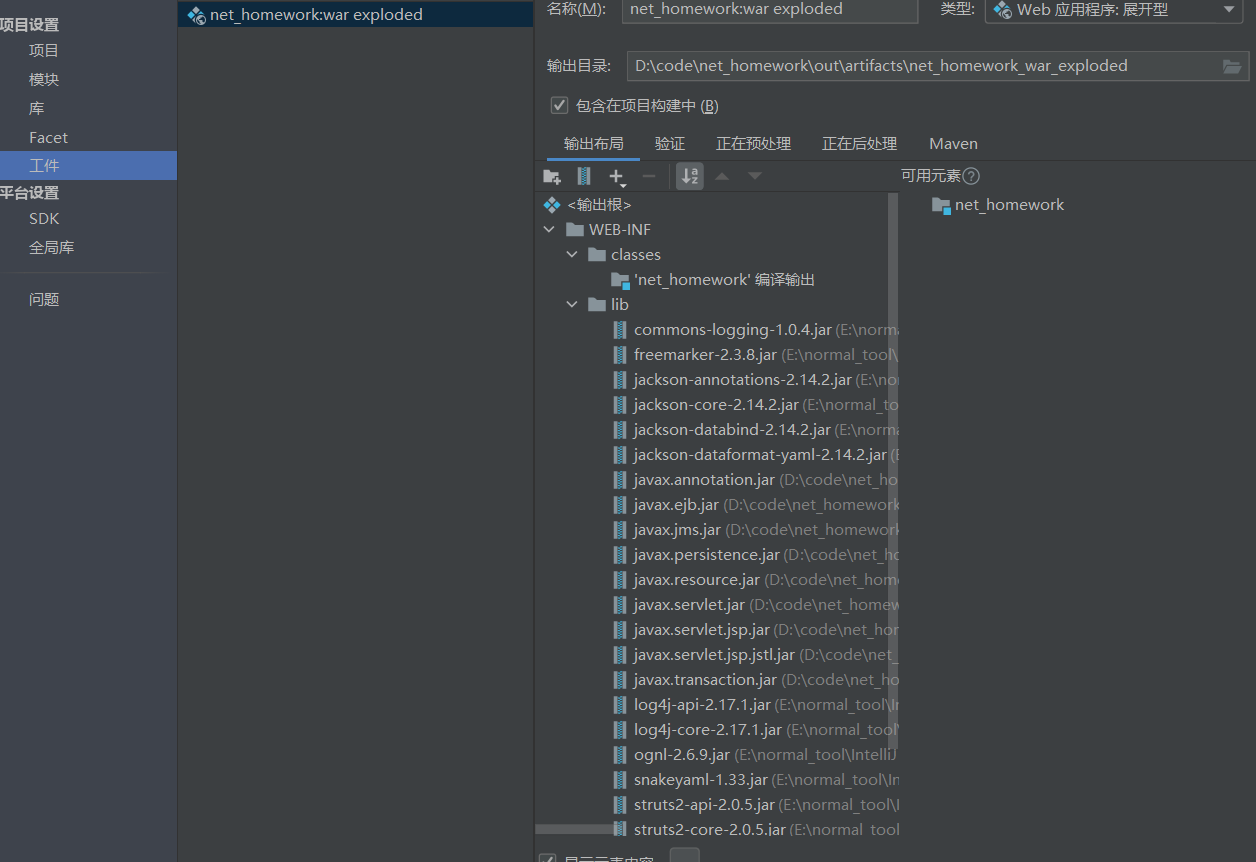 项目设置
项目
模块
库
Facet
工件
平台设置
SDK
全局库
问题
net_homework:war exploded
名称(M): net_homework:war exploded 类型: Web 应用程序: 展开型
输出目录: D:\code\net_homework\out\artifacts\net_homework_war_exploded
包含在项目构建中 (B)
输出布局 验证 正在预处理 正在后处理 Maven
可用元素
<输出根>
WEB-INF
classes
'net_homework' 编译输出
lib
commons-logging-1.0.4.jar (E:\norma
freemarker-2.3.8.jar (E:\normal_tool\
jackson-annotations-2.14.2.jar (E:\no
jackson-core-2.14.2.jar (E:\normal_to
jackson-databind-2.14.2.jar (E:\norma
jackson-dataformat-yaml-2.14.2.jar (E
javax.annotation.jar (D:\code\net_ho
javax.ejb.jar (D:\code\net_homework
javax.jms.jar (D:\code\net_homework
javax.persistence.jar (D:\code\net_ho
javax.resource.jar (D:\code\net_home
javax.servlet.jar (D:\code\net_homew
javax.servlet.jsp.jar (D:\code\net_hor
javax.servlet.jsp.jstl.jar (D:\code\net_
javax.transaction.jar (D:\code\net_ho
log4j-api-2.17.1.jar (E:\normal_tool\In
log4j-core-2.17.1.jar (E:\normal_tool\
ognl-2.6.9.jar (E:\normal_tool\IntelliJ
snakeyaml-1.33.jar (E:\normal_tool\In
struts2-api-2.0.5.jar (E:\normal_tool\I
struts2-core-2.0.5.jar (E:\normal_tool
显示元素内容
net_homework